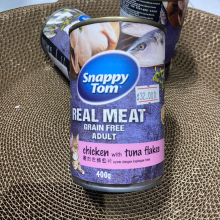 Snappy
Tom
REAL MEAT
GRAIN FREE
ADULT
chicken with tuna flakes
400g